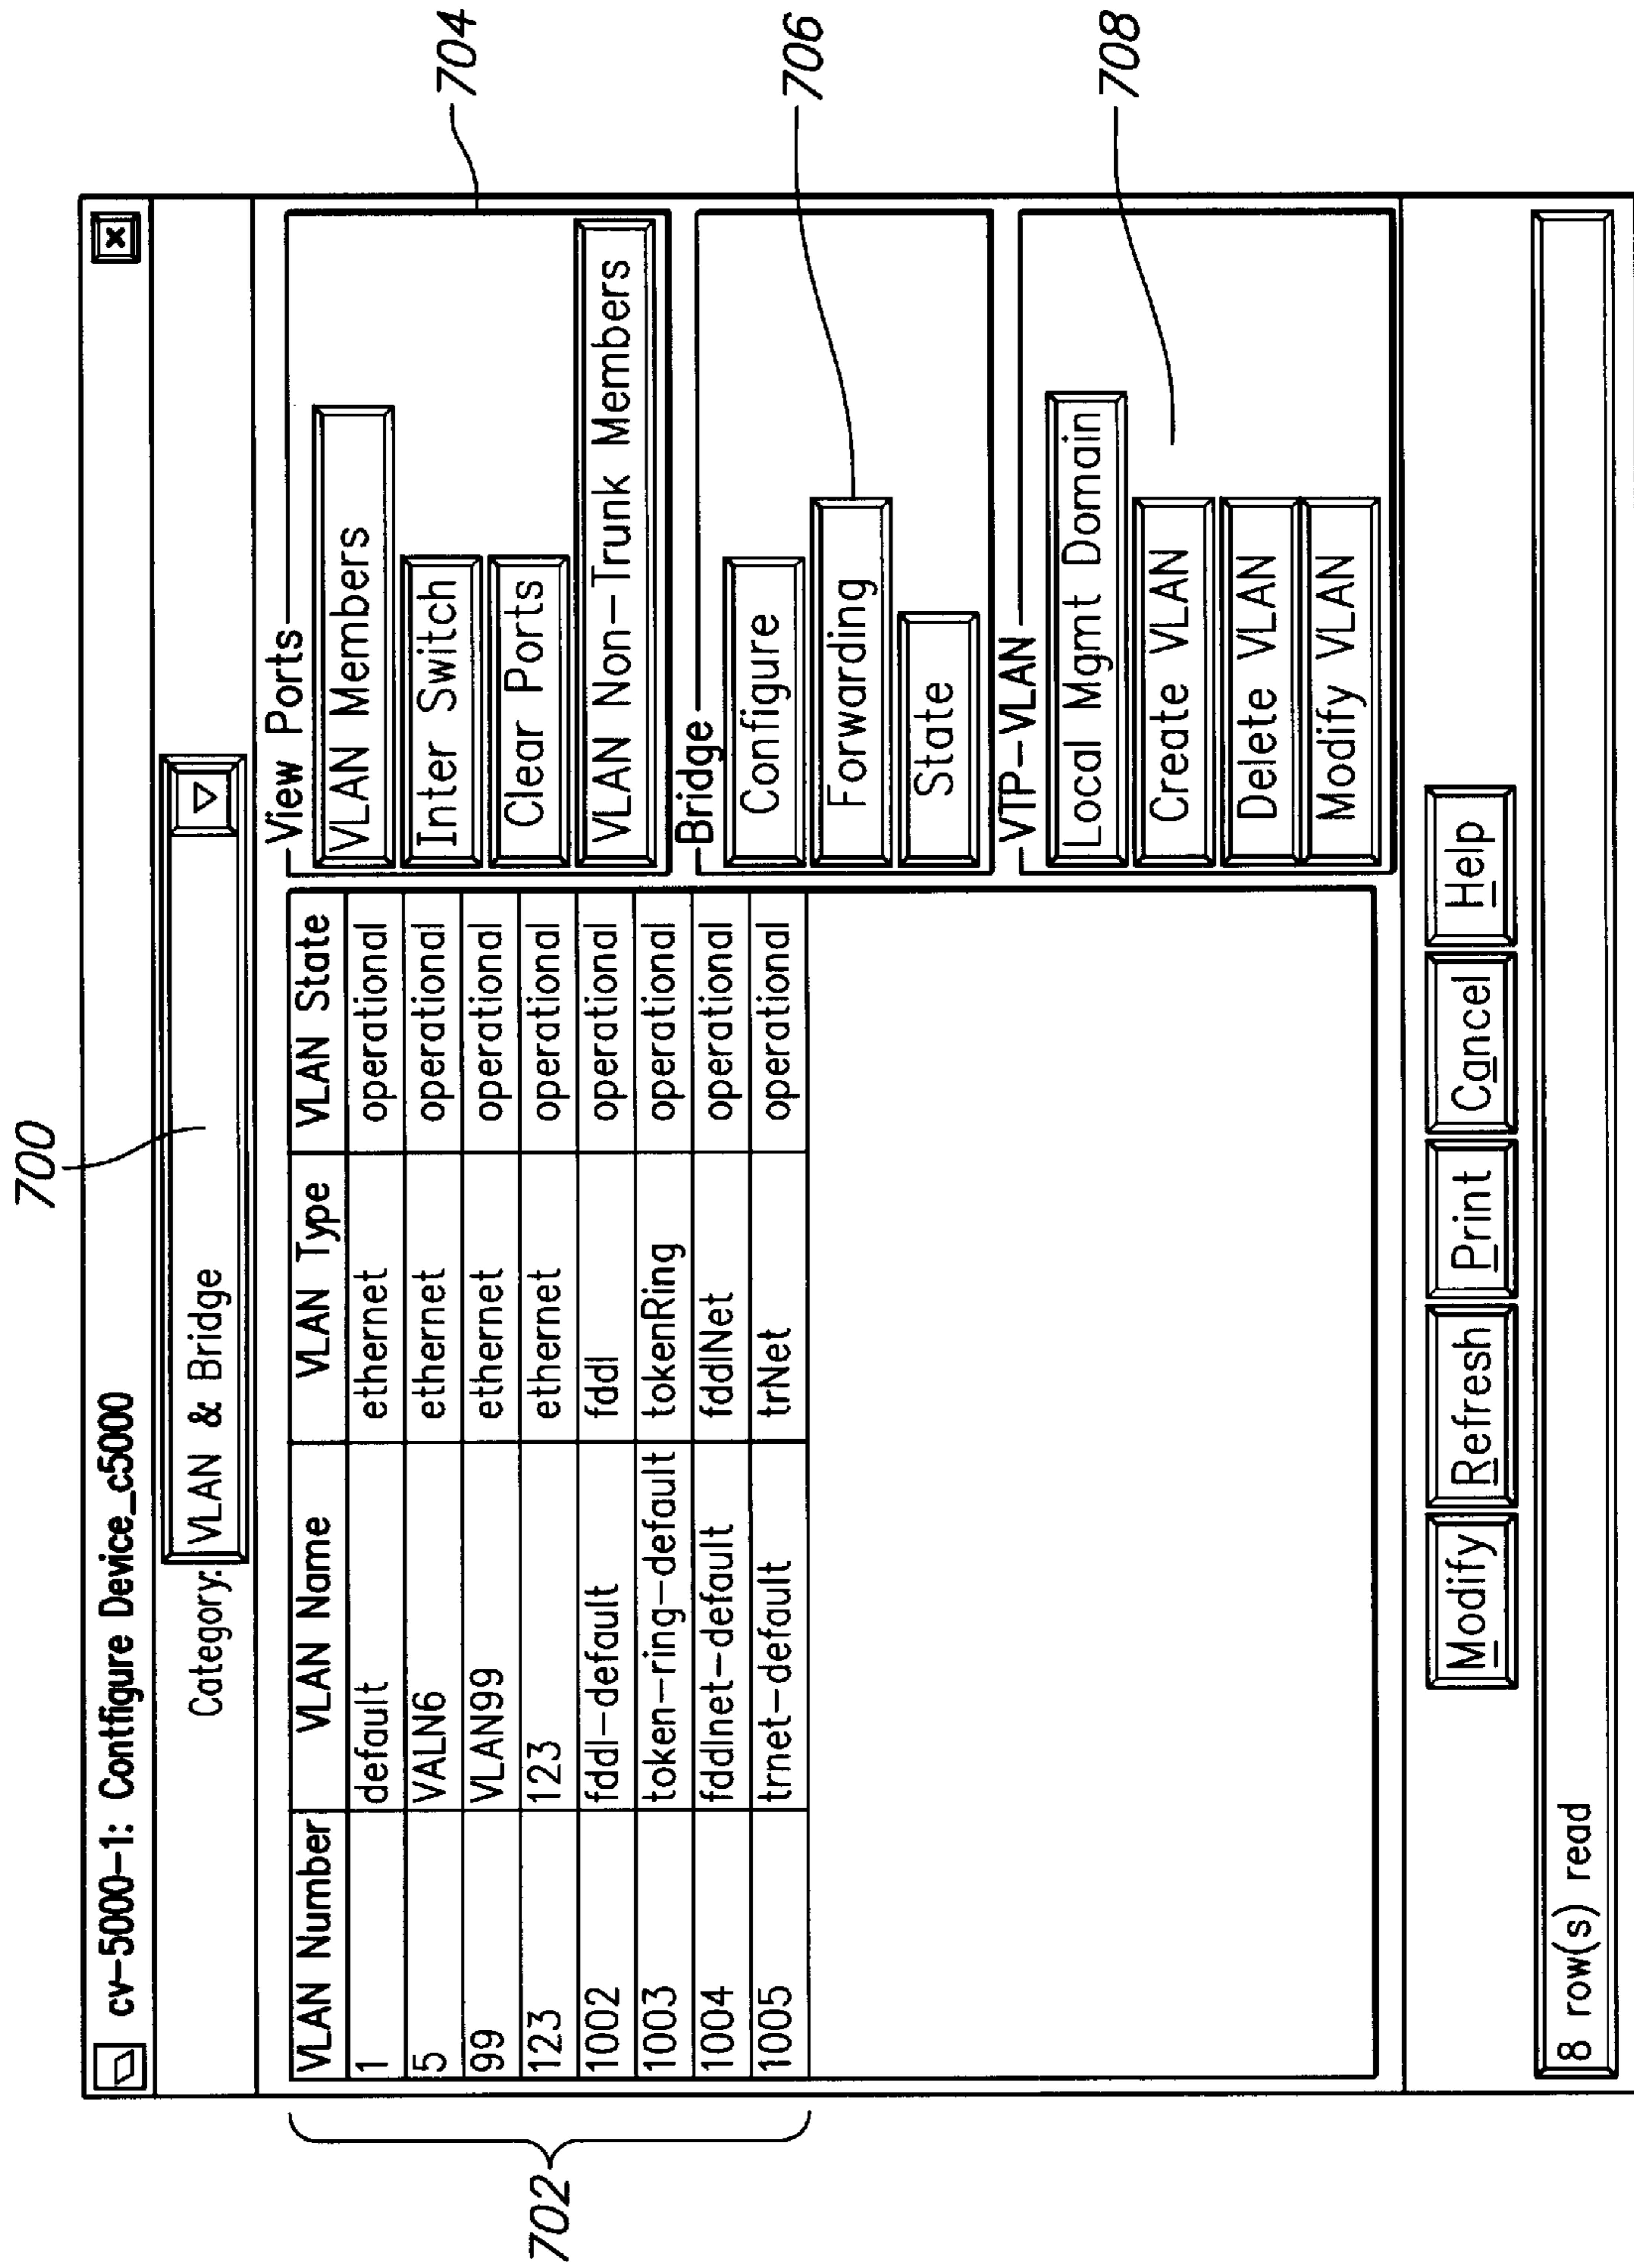 700
cv-5000-1: Contfigure Device_c5000
x
Category: VLAN & Bridge
VLAN Number VLAN Name VLAN Type VLAN State
1 default ethernet operational
5 VALN6 ethernet operational
99 VLAN99 ethernet operational
123 123 ethernet operational
1002 fddl-default fddl operational
1003 token-ring-default tokenRing operational
1004 fddlnet-default fddlNet operational
1005 trnet-default trNet operational
702
View Ports
VLAN Members
Inter Switch
Clear Ports
VLAN Non-Trunk Members
704
Bridge
Configure
Forwarding
State
706
VTP-VLAN
Local Mgmt Domain
Create VLAN
Delete VLAN
Modify VLAN
708
Modify Refresh Print Cancel Help
8 row(s) read